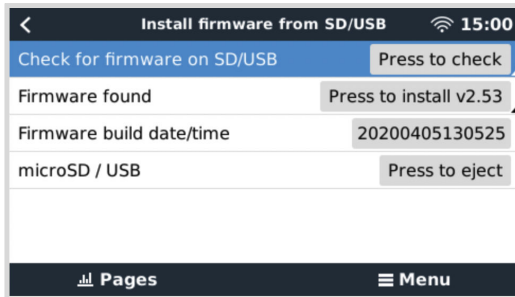 Install firmware from SD/USB 15:00
Check for firmware on SD/USB Press to check
Firmware found Press to install v2.53
Firmware build date/time 20200405130525
microSD / USB Press to eject
Pages Menu